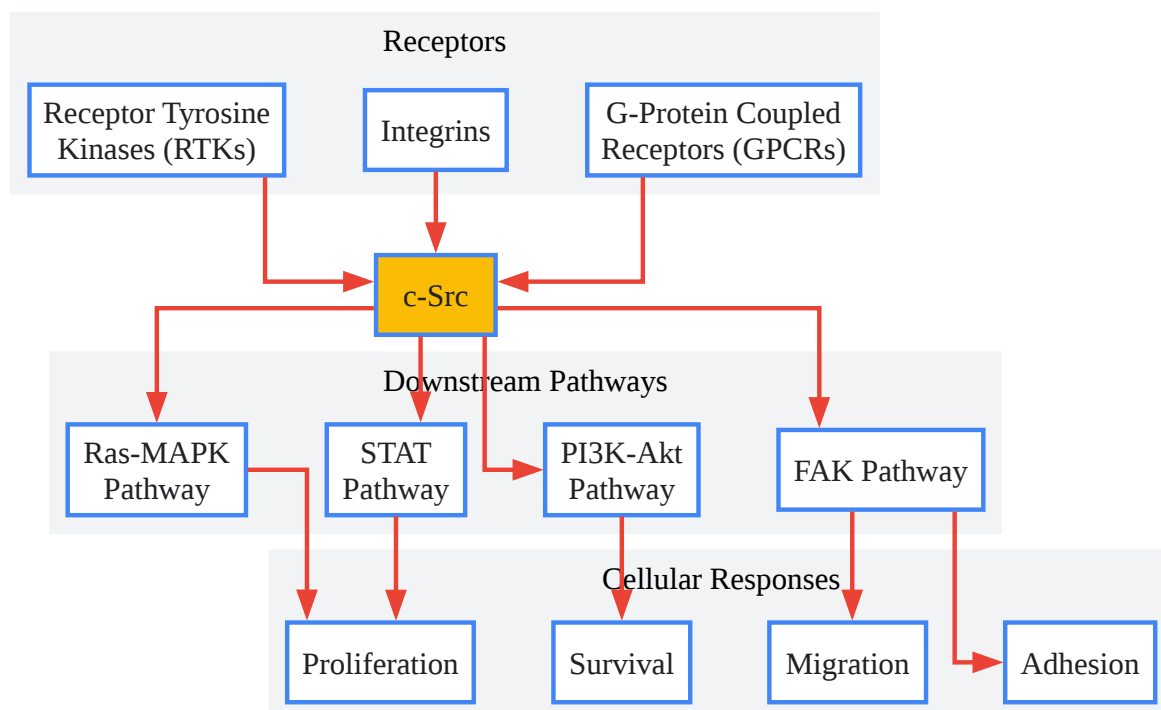 Receptors
Receptor Tyrosine
Kinases (RTKs)
Integrins
G-Protein Coupled
Receptors (GPCRs)
c-Src
Downstream Pathways
Ras-MAPK
Pathway
STAT
Pathway
PI3K-Akt
Pathway
FAK Pathway
Cellular Responses
Proliferation
Survival
Migration
Adhesion